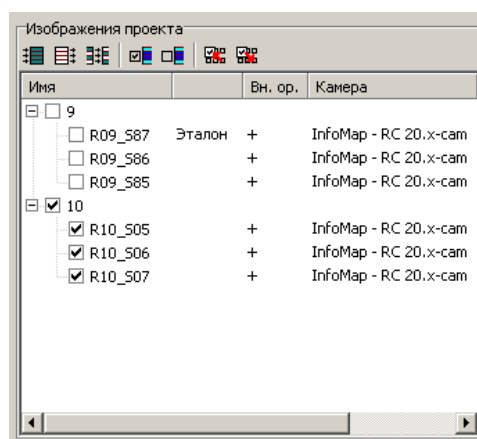 Изображения проекта
Имя Вн. ор. Камера
9
R09_S87 Эталон + InfoMap - RC 20.x-cam
R09_S86 + InfoMap - RC 20.x-cam
R09_S85 + InfoMap - RC 20.x-cam
10
R10_S05 + InfoMap - RC 20.x-cam
R10_S06 + InfoMap - RC 20.x-cam
R10_S07 + InfoMap - RC 20.x-cam